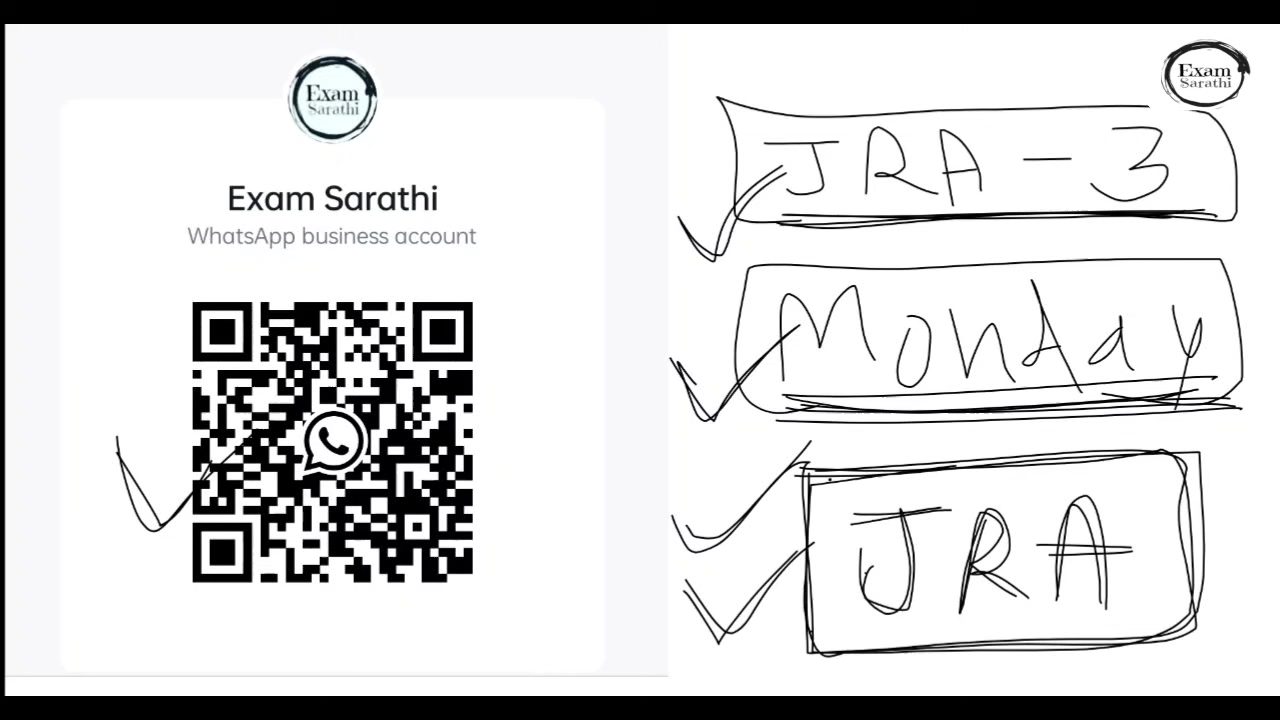 Exam
Sarathi
Exam Sarathi
WhatsApp business account
Exam
Sarathi
JRA - 3
Monday
JRA